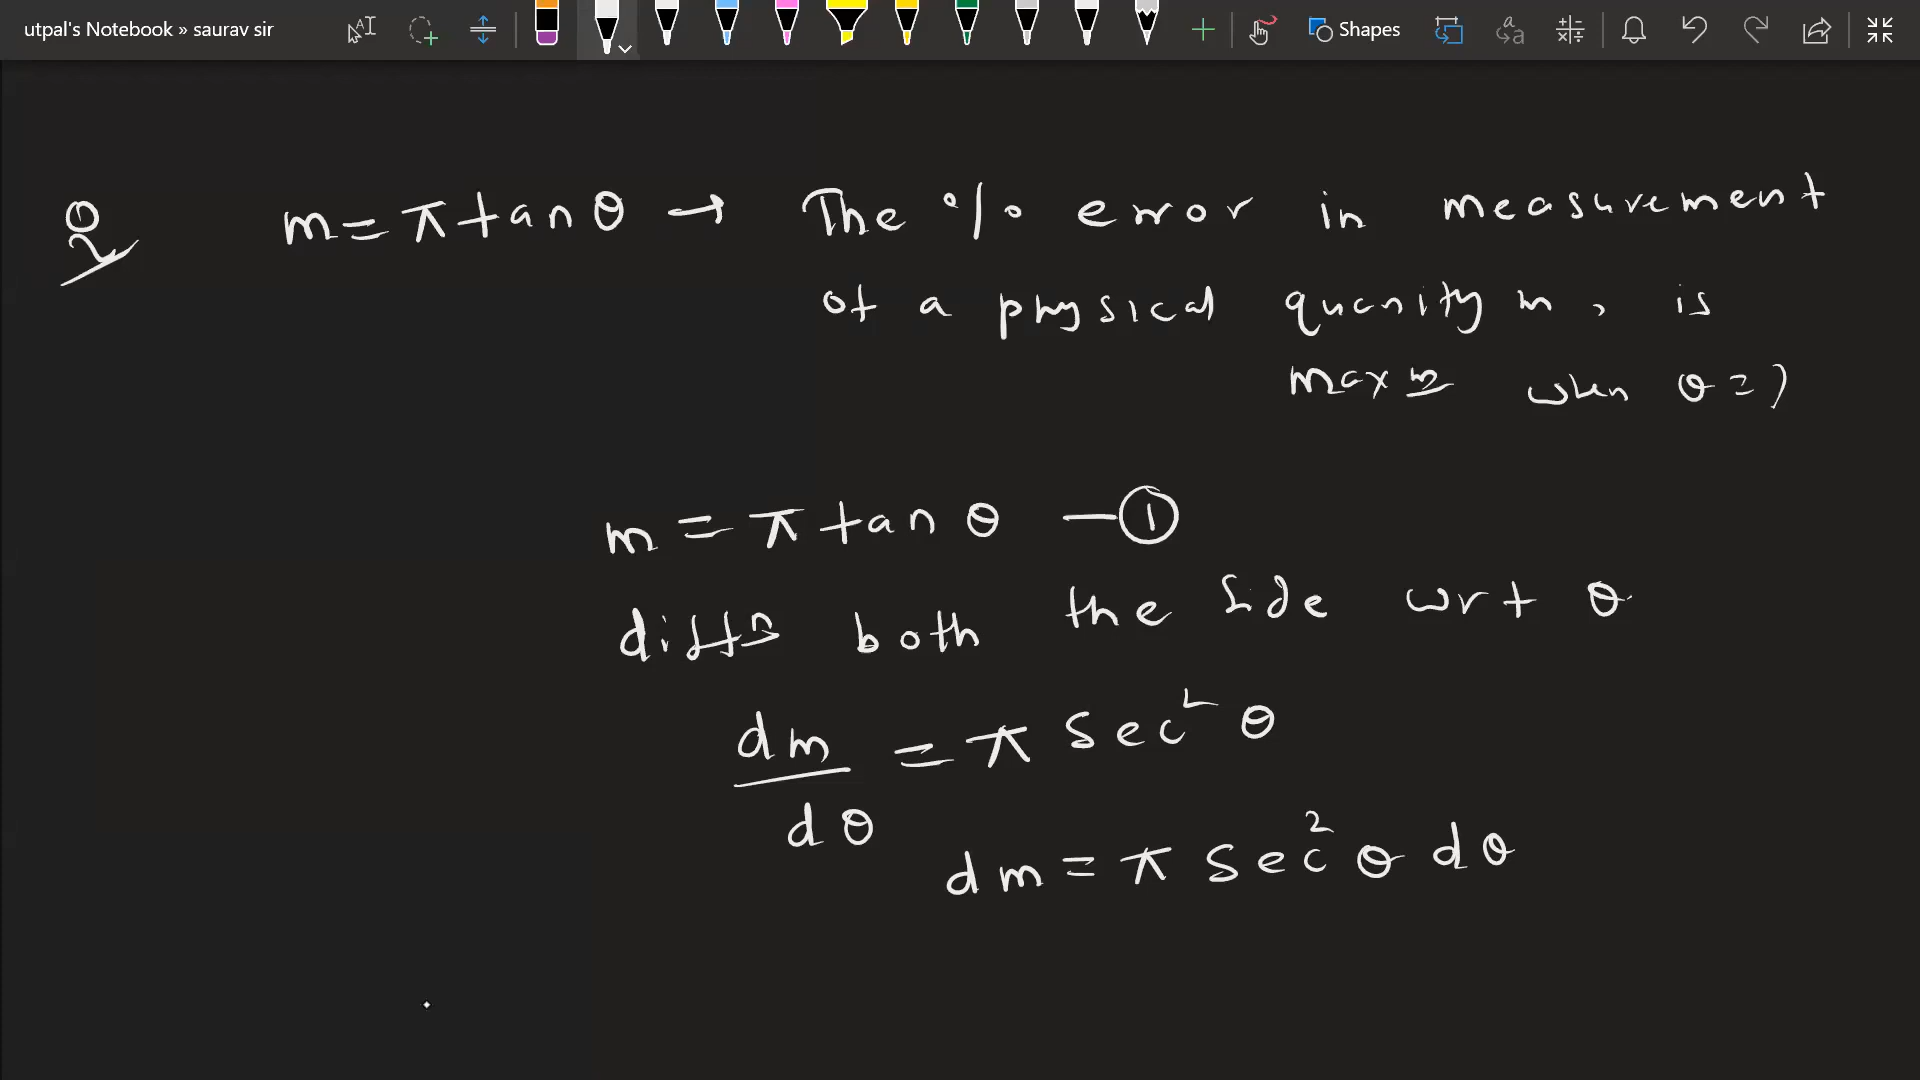 utpal's Notebook » saurav sir
Shapes
Q m = π tan θ → The % error in measurement
of a physical quanity m, is
max m when θ = ?
m = π tan θ — ①
diffn both the side wrt θ
dm/dθ = π sec² θ
dm = π sec² θ dθ